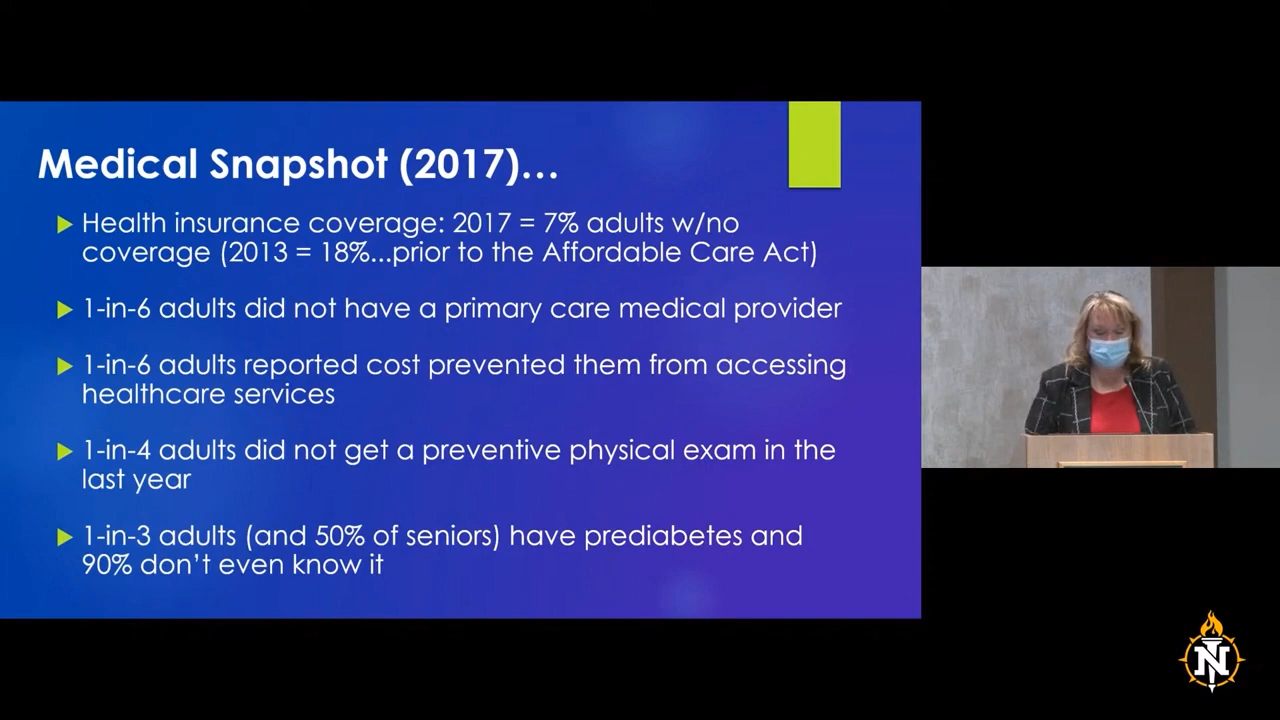 Medical Snapshot (2017)…
Health insurance coverage: 2017 = 7% adults w/no
coverage (2013 = 18%...prior to the Affordable Care Act)
1-in-6 adults did not have a primary care medical provider
1-in-6 adults reported cost prevented them from accessing
healthcare services
1-in-4 adults did not get a preventive physical exam in the
last year
1-in-3 adults (and 50% of seniors) have prediabetes and
90% don’t even know it
N